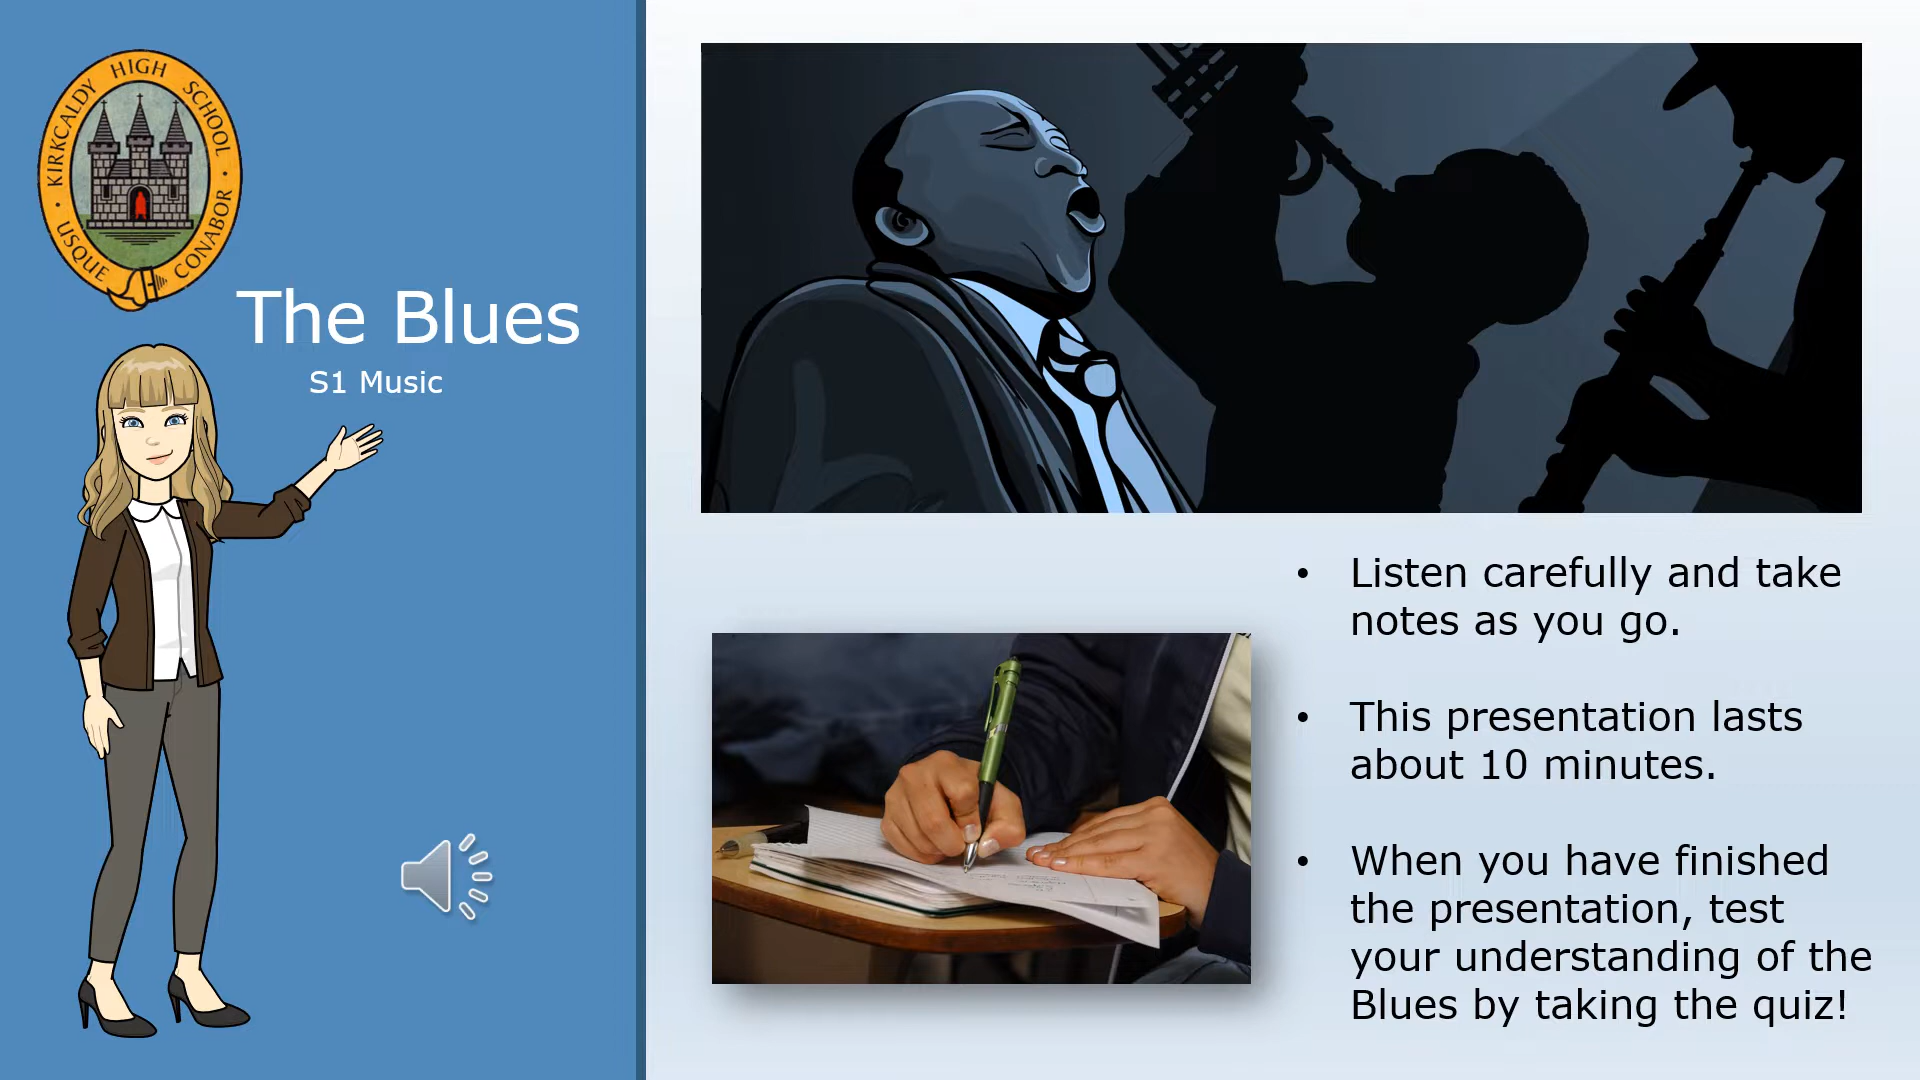 KIRKCALDY HIGH SCHOOL
USQUE CONABOR
The Blues
S1 Music
• Listen carefully and take
notes as you go.
• This presentation lasts
about 10 minutes.
• When you have finished
the presentation, test
your understanding of the
Blues by taking the quiz!